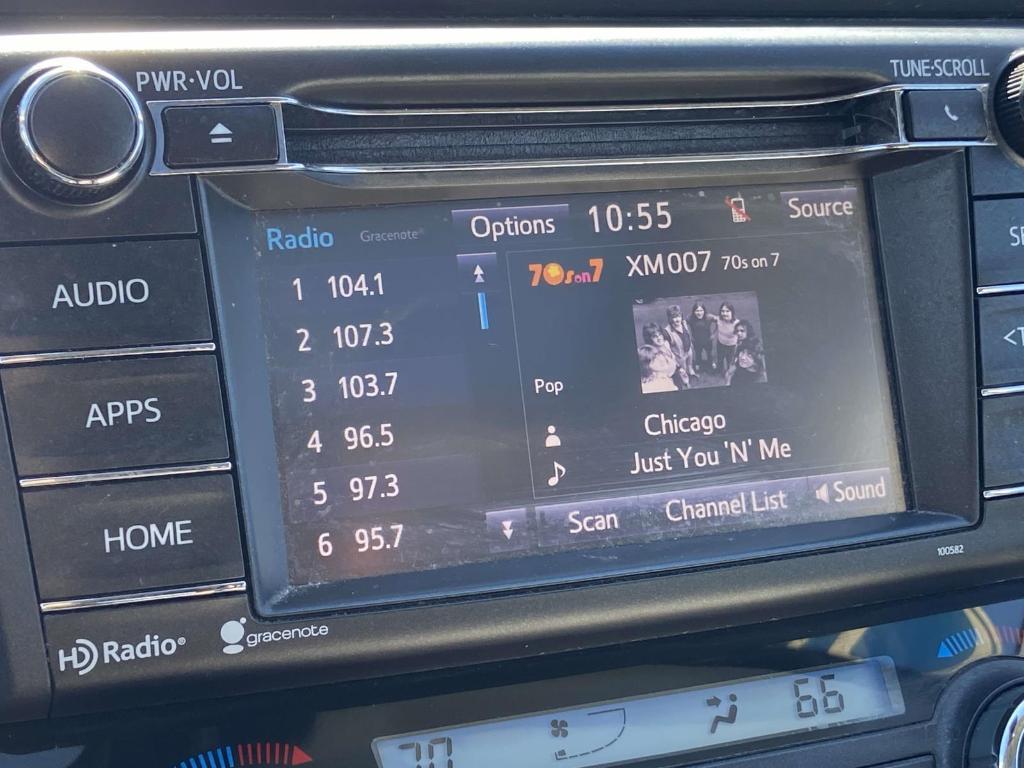 PWR·VOL
TUNE·SCROLL
AUDIO
APPS
HOME
Radio
Gracenote®
Options
10:55
Source
1 104.1
2 107.3
3 103.7
4 96.5
5 97.3
6 95.7
70s on 7
XM007 70s on 7
Pop
Chicago
Just You 'N' Me
Scan
Channel List
Sound
100582
HD Radio®
gracenote
70
66